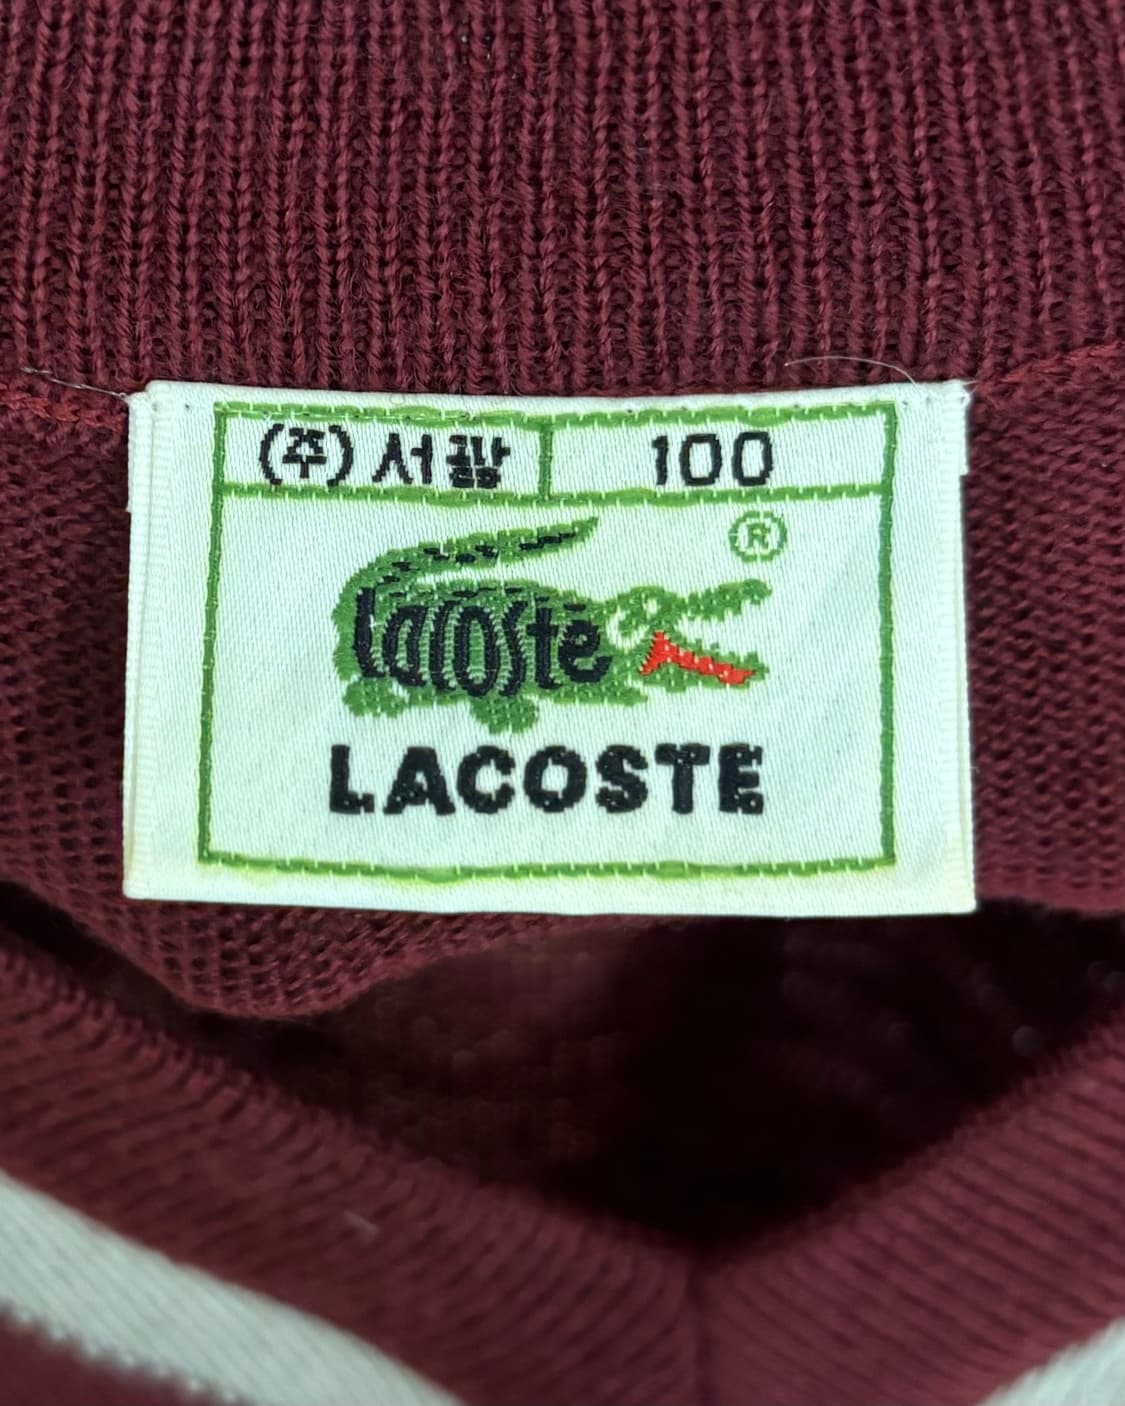 (주) 서광 100
®
Lacoste
LACOSTE